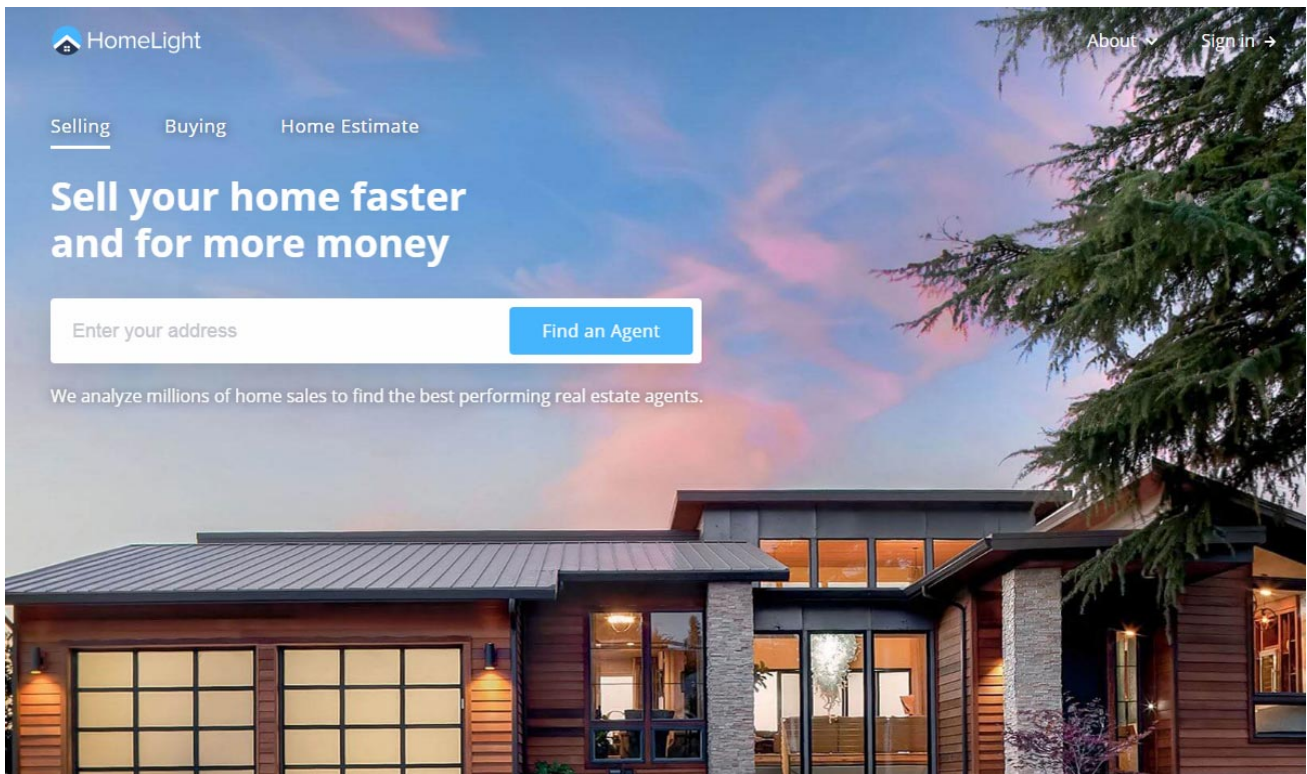 HomeLight
About
Sign in →
Selling
Buying
Home Estimate
Sell your home faster
and for more money
Enter your address
Find an Agent
We analyze millions of home sales to find the best performing real estate agents.